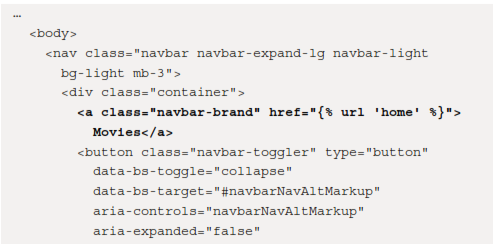 …
<body>
<nav class="navbar navbar-expand-lg navbar-light
bg-light mb-3">
<div class="container">
<a class="navbar-brand" href="{% url 'home' %}">
Movies</a>
<button class="navbar-toggler" type="button"
data-bs-toggle="collapse"
data-bs-target="#navbarNavAltMarkup"
aria-controls="navbarNavAltMarkup"
aria-expanded="false"